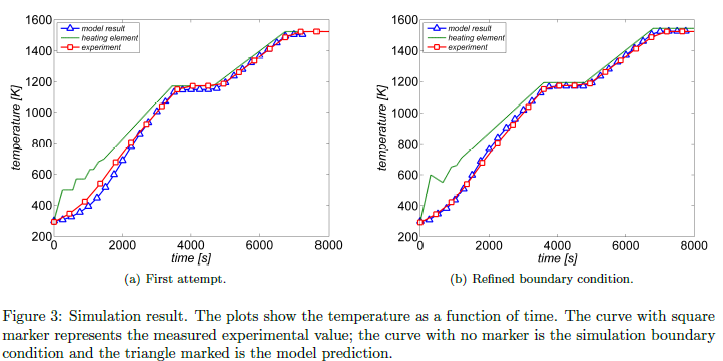 1600
1400
1200
1000
800
600
400
200
temperature [K]
model result
heating element
experiment
0 2000 4000 6000 8000
time [s]
(a) First attempt.
1600
1400
1200
1000
800
600
400
200
temperature [K]
model result
heating element
experiment
0 2000 4000 6000 8000
time [s]
(b) Refined boundary condition.
Figure 3: Simulation result. The plots show the temperature as a function of time. The curve with square
marker represents the measured experimental value; the curve with no marker is the simulation boundary
condition and the triangle marked is the model prediction.